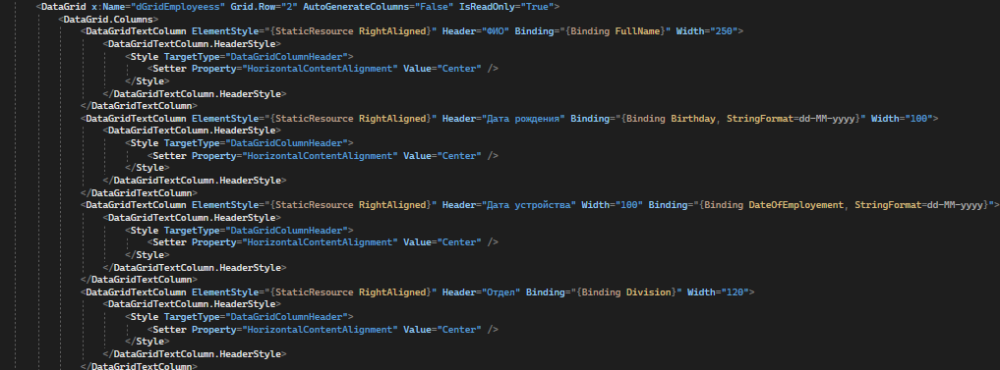 <DataGrid x:Name="dGridEmployeess" Grid.Row="2" AutoGenerateColumns="False" IsReadOnly="True">
<DataGrid.Columns>
<DataGridTextColumn ElementStyle="{StaticResource RightAligned}" Header="ФИО" Binding="{Binding FullName}" Width="250">
<DataGridTextColumn.HeaderStyle>
<Style TargetType="DataGridColumnHeader">
<Setter Property="HorizontalContentAlignment" Value="Center" />
</Style>
</DataGridTextColumn.HeaderStyle>
</DataGridTextColumn>
<DataGridTextColumn ElementStyle="{StaticResource RightAligned}" Header="Дата рождения" Binding="{Binding Birthday, StringFormat=dd-MM-yyyy}" Width="100">
<DataGridTextColumn.HeaderStyle>
<Style TargetType="DataGridColumnHeader">
<Setter Property="HorizontalContentAlignment" Value="Center" />
</Style>
</DataGridTextColumn.HeaderStyle>
</DataGridTextColumn>
<DataGridTextColumn ElementStyle="{StaticResource RightAligned}" Header="Дата устройства" Width="100" Binding="{Binding DateOfEmployement, StringFormat=dd-MM-yyyy}">
<DataGridTextColumn.HeaderStyle>
<Style TargetType="DataGridColumnHeader">
<Setter Property="HorizontalContentAlignment" Value="Center" />
</Style>
</DataGridTextColumn.HeaderStyle>
</DataGridTextColumn>
<DataGridTextColumn ElementStyle="{StaticResource RightAligned}" Header="Отдел" Binding="{Binding Division}" Width="120">
<DataGridTextColumn.HeaderStyle>
<Style TargetType="DataGridColumnHeader">
<Setter Property="HorizontalContentAlignment" Value="Center" />
</Style>
</DataGridTextColumn.HeaderStyle>
</DataGridTextColumn>